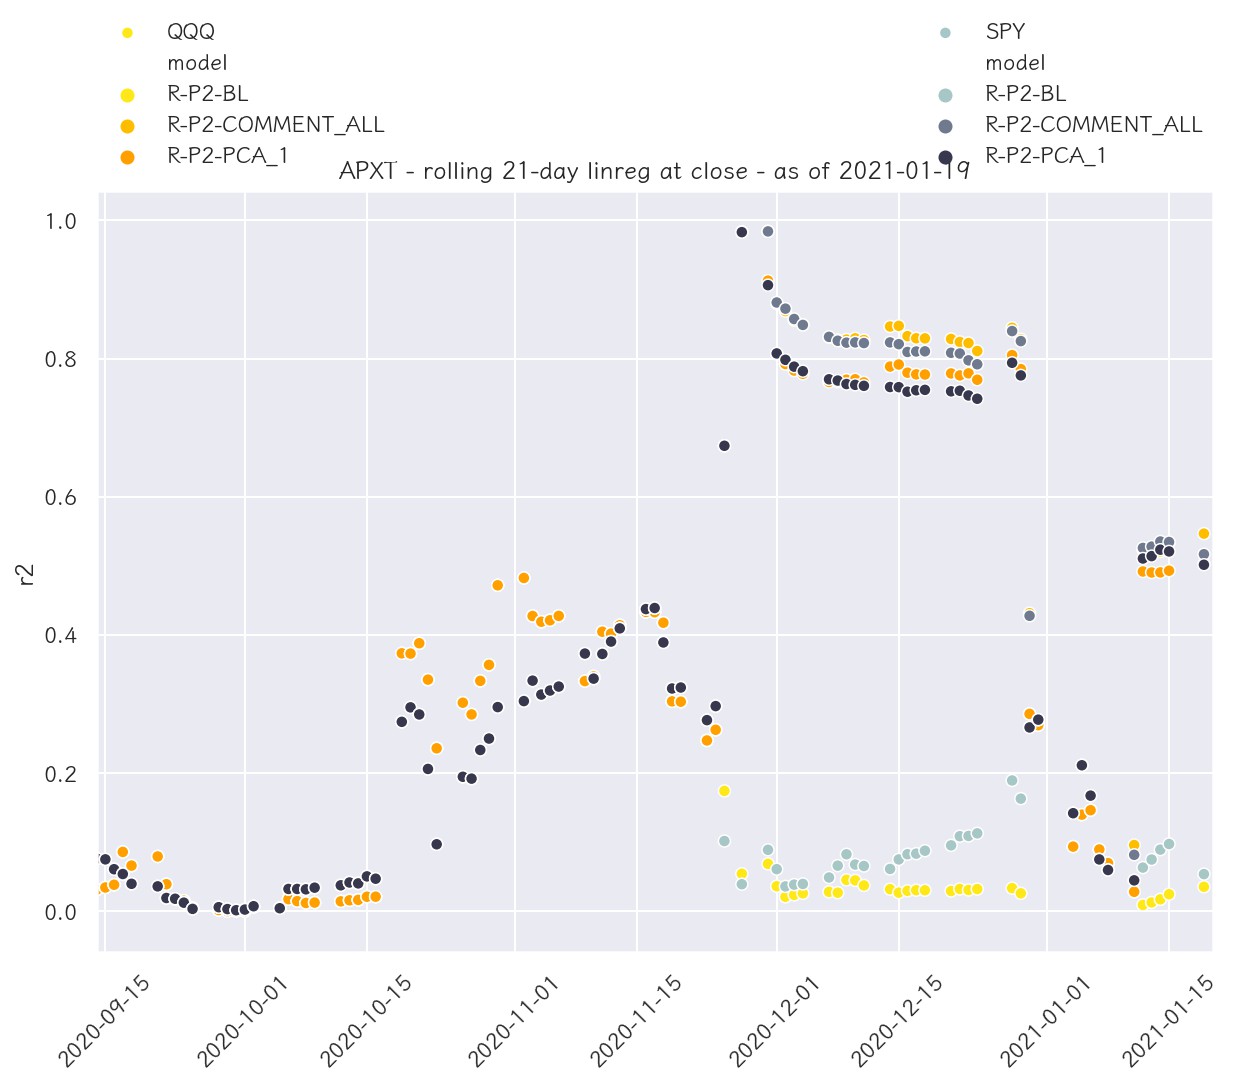 QQQ
model
R-P2-BL
R-P2-COMMENT_ALL
R-P2-PCA_1
SPY
model
R-P2-BL
R-P2-COMMENT_ALL
R-P2-PCA_1
APXT - rolling 21-day linreg at close - as of 2021-01-19
1.0
0.8
0.6
0.4
0.2
0.0
r2
2020-09-15
2020-10-01
2020-10-15
2020-11-01
2020-11-15
2020-12-01
2020-12-15
2021-01-01
2021-01-15